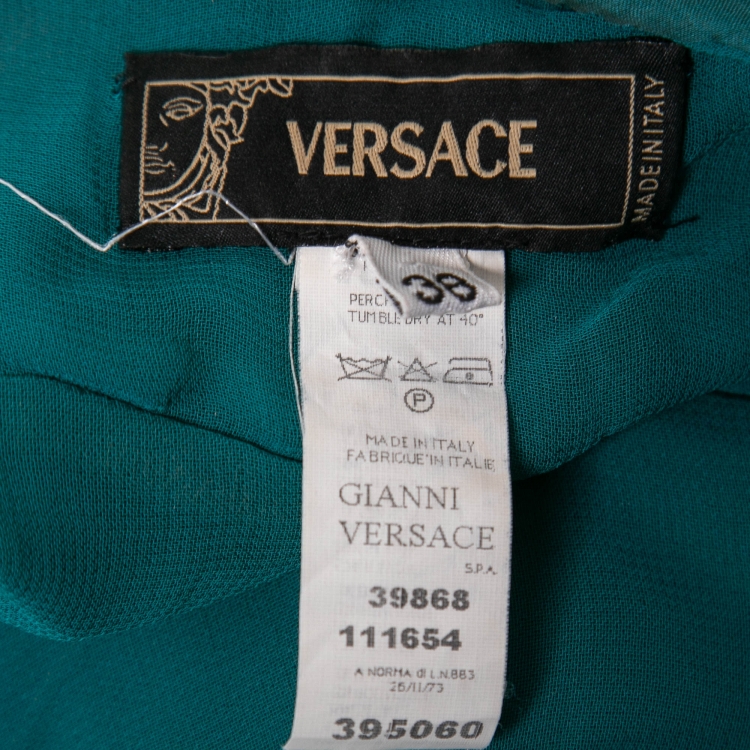 VERSACE
MADE IN ITALY
38
TUMBLE DRY AT 40°
P
MADE IN ITALY
FABRIQUE'IN ITALIE
GIANNI
VERSACE
S.P.A.
39868
111654
A NORMA di L.N.883
26/11/73
395060